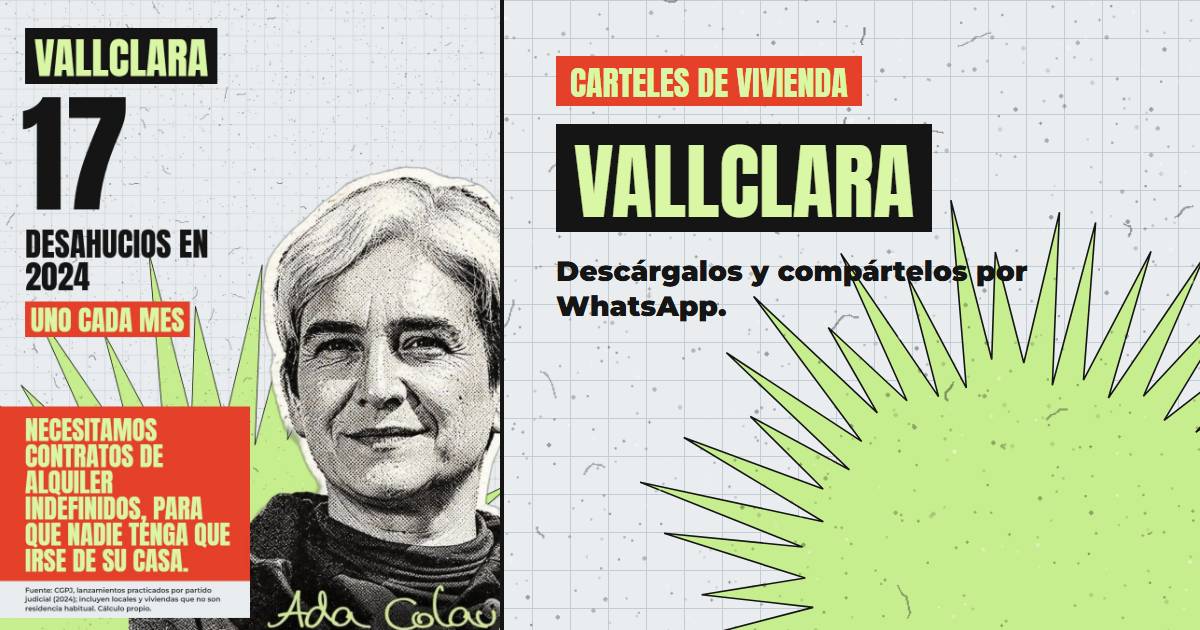 VALLCLARA
17
DESAHUCIOS EN
2024
UNO CADA MES
NECESITAMOS
CONTRATOS DE
ALQUILER
INDEFINIDOS, PARA
QUE NADIE TENGA QUE
IRSE DE SU CASA.
Fuente: CGPJ, lanzamientos practicados por partido
judicial (2024); incluyen locales y viviendas que no son
residencia habitual. Cálculo propio.
Ada Colau
CARTELES DE VIVIENDA
VALLCLARA
Descárgalos y compártelos por
WhatsApp.